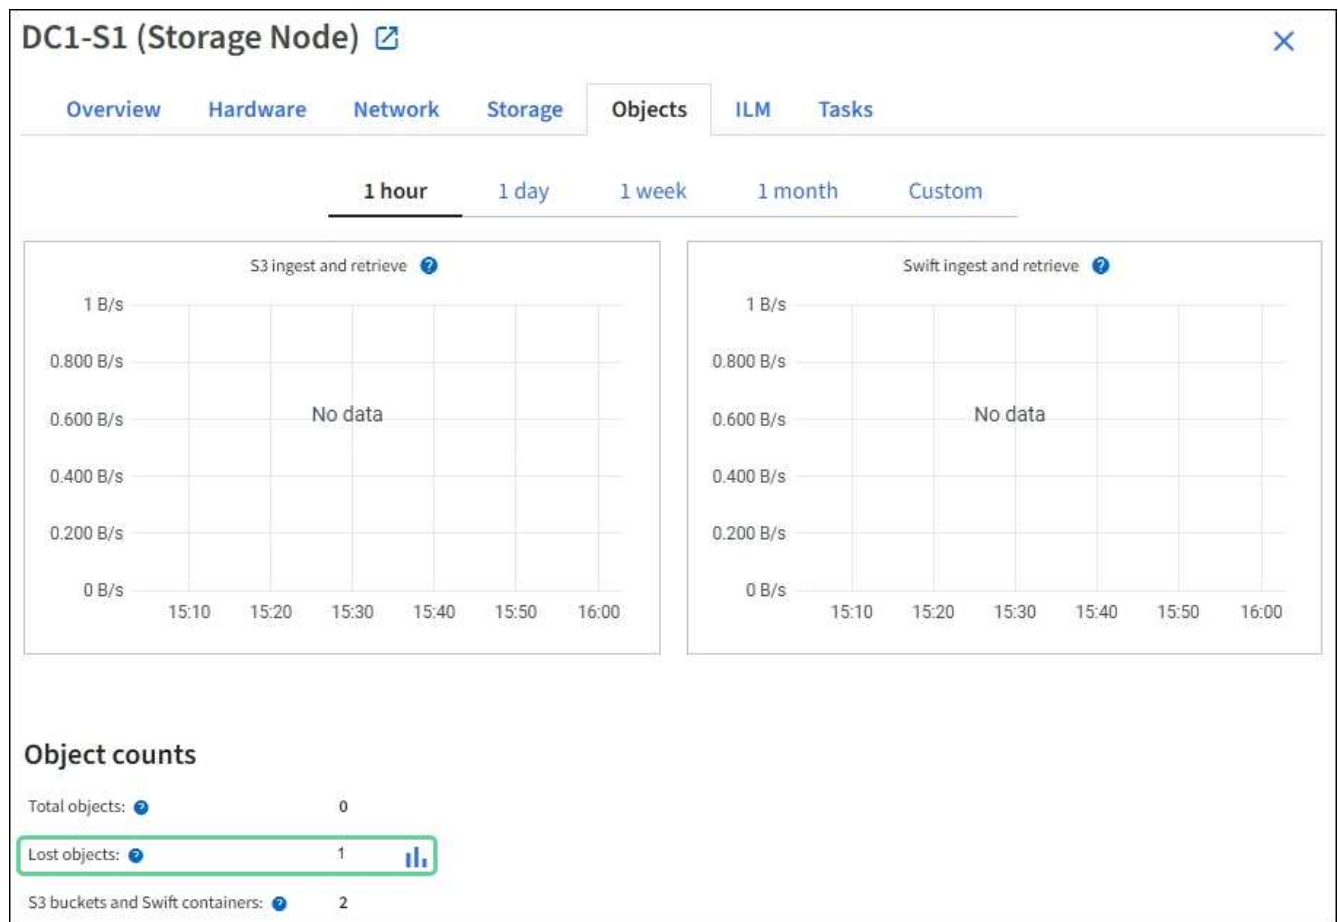 DC1-S1 (Storage Node)
Overview Hardware Network Storage Objects ILM Tasks
1 hour 1 day 1 week 1 month Custom
S3 ingest and retrieve
1 B/s
0.800 B/s
0.600 B/s
0.400 B/s
0.200 B/s
0 B/s
No data
15:10 15:20 15:30 15:40 15:50 16:00
Swift ingest and retrieve
1 B/s
0.800 B/s
0.600 B/s
0.400 B/s
0.200 B/s
0 B/s
No data
15:10 15:20 15:30 15:40 15:50 16:00
Object counts
Total objects: 0
Lost objects: 1
S3 buckets and Swift containers: 2